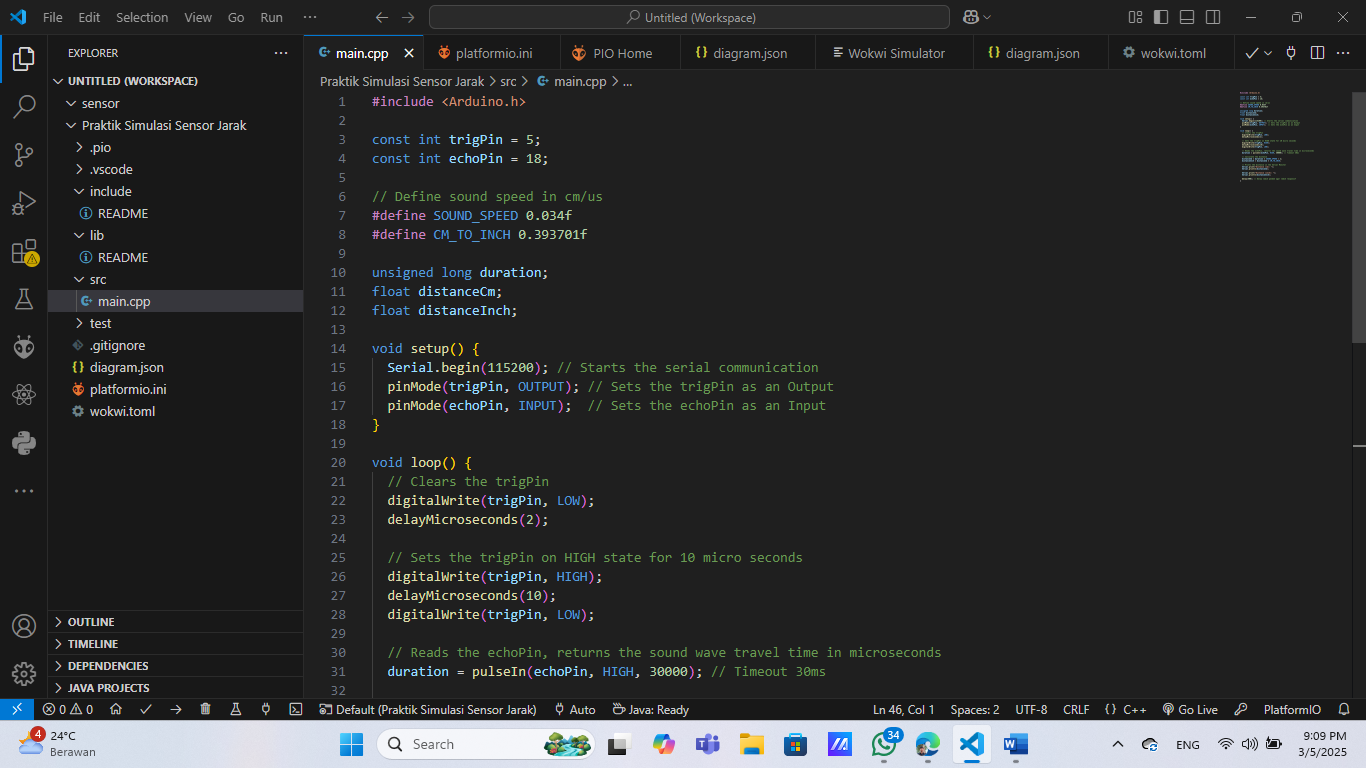 File Edit Selection View Go Run ··· Untitled (Workspace)
EXPLORER ···
main.cpp platformio.ini PIO Home {} diagram.json Wokwi Simulator {} diagram.json wokwi.toml ···
UNTITLED (WORKSPACE)
sensor
Praktik Simulasi Sensor Jarak
.pio
.vscode
include
README
lib
README
src
main.cpp
test
.gitignore
{} diagram.json
platformio.ini
wokwi.toml
OUTLINE
TIMELINE
DEPENDENCIES
JAVA PROJECTS
Praktik Simulasi Sensor Jarak > src > main.cpp > ...
1 #include <Arduino.h>
2
3 const int trigPin = 5;
4 const int echoPin = 18;
5
6 // Define sound speed in cm/us
7 #define SOUND_SPEED 0.034f
8 #define CM_TO_INCH 0.393701f
9
10 unsigned long duration;
11 float distanceCm;
12 float distanceInch;
13
14 void setup() {
15 Serial.begin(115200); // Starts the serial communication
16 pinMode(trigPin, OUTPUT); // Sets the trigPin as an Output
17 pinMode(echoPin, INPUT);  // Sets the echoPin as an Input
18 }
19
20 void loop() {
21 // Clears the trigPin
22 digitalWrite(trigPin, LOW);
23 delayMicroseconds(2);
24
25 // Sets the trigPin on HIGH state for 10 micro seconds
26 digitalWrite(trigPin, HIGH);
27 delayMicroseconds(10);
28 digitalWrite(trigPin, LOW);
29
30 // Reads the echoPin, returns the sound wave travel time in microseconds
31 duration = pulseIn(echoPin, HIGH, 30000); // Timeout 30ms
32
0 0 Default (Praktik Simulasi Sensor Jarak) Auto Java: Ready Ln 46, Col 1 Spaces: 2 UTF-8 CRLF {} C++ Go Live PlatformIO
4 24°C
Berawan
Search
34
ENG
9:09 PM
3/5/2025